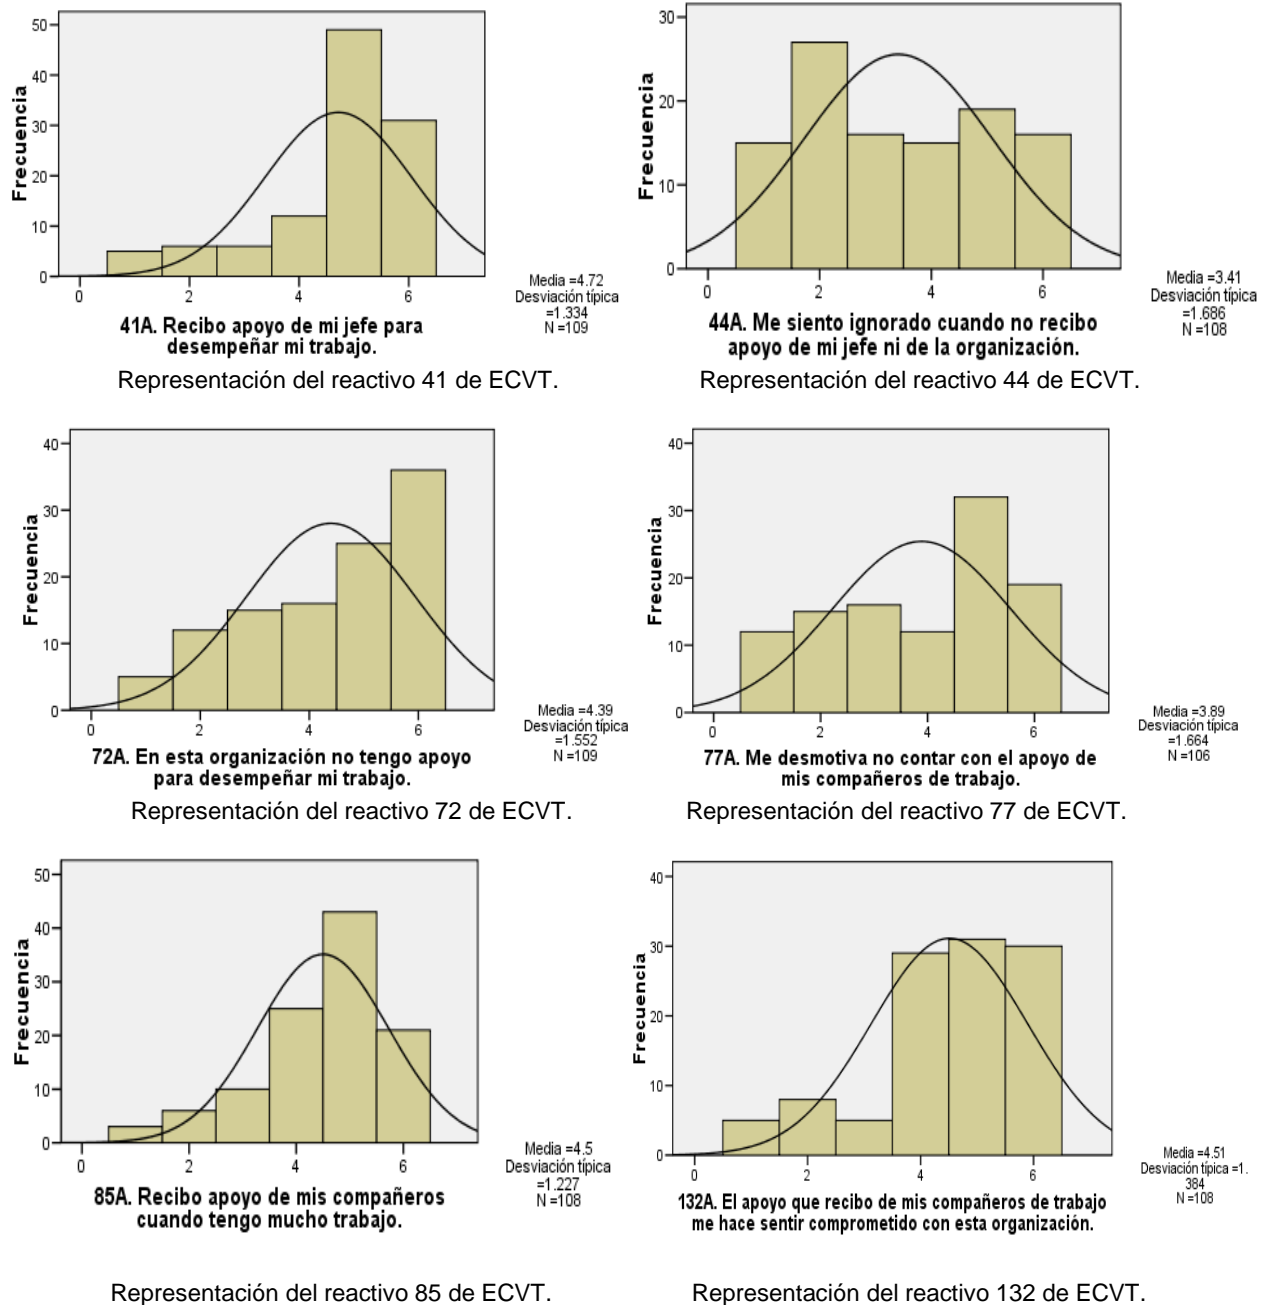 50
40
30
20
10
0
Frecuencia
0 2 4 6
41A. Recibo apoyo de mi jefe para
desempeñar mi trabajo.
Media =4.72
Desviación típica
=1.334
N =109
Representación del reactivo 41 de ECVT.
30
20
10
0
Frecuencia
0 2 4 6
44A. Me siento ignorado cuando no recibo
apoyo de mi jefe ni de la organización.
Media =3.41
Desviación típica
=1.686
N =108
Representación del reactivo 44 de ECVT.
40
30
20
10
0
Frecuencia
0 2 4 6
72A. En esta organización no tengo apoyo
para desempeñar mi trabajo.
Media =4.39
Desviación típica
=1.552
N =109
Representación del reactivo 72 de ECVT.
40
30
20
10
0
Frecuencia
0 2 4 6
77A. Me desmotiva no contar con el apoyo de
mis compañeros de trabajo.
Media =3.89
Desviación típica
=1.664
N =106
Representación del reactivo 77 de ECVT.
50
40
30
20
10
0
Frecuencia
0 2 4 6
85A. Recibo apoyo de mis compañeros
cuando tengo mucho trabajo.
Media =4.5
Desviación típica
=1.227
N =108
Representación del reactivo 85 de ECVT.
40
30
20
10
0
Frecuencia
0 2 4 6
132A. El apoyo que recibo de mis compañeros de trabajo
me hace sentir comprometido con esta organización.
Media =4.51
Desviación típica =1.
384
N =108
Representación del reactivo 132 de ECVT.